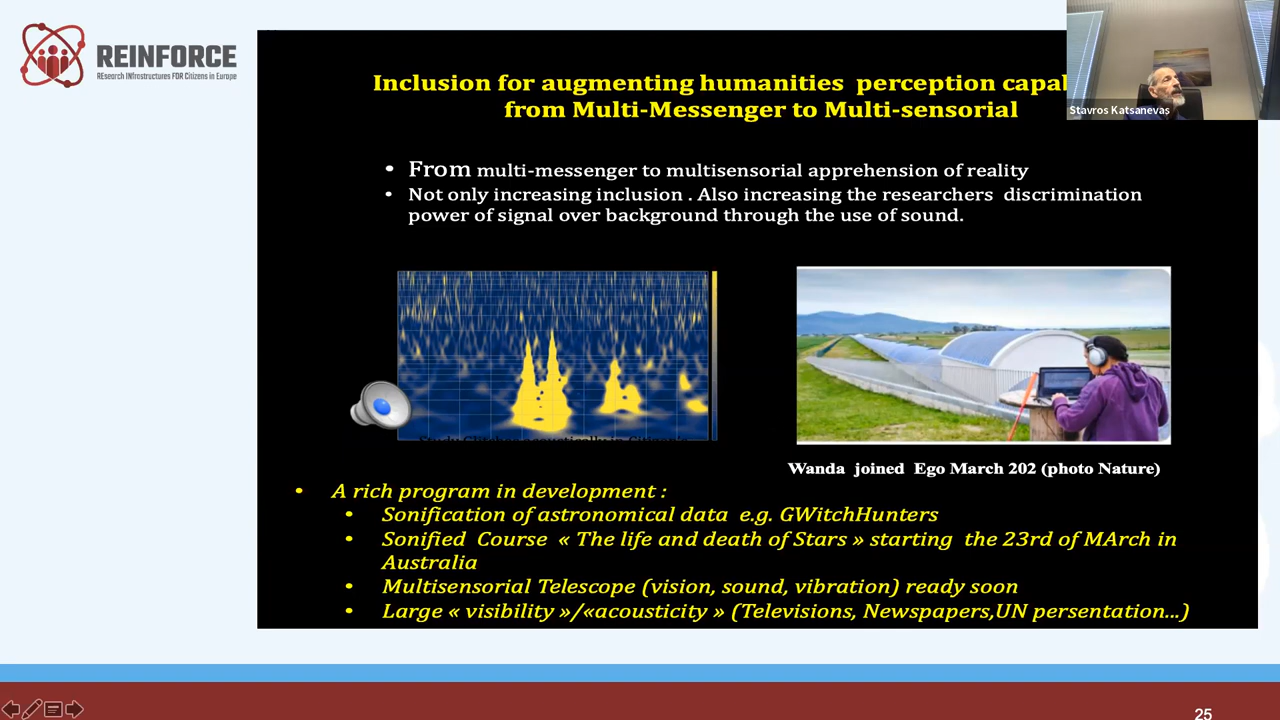 REINFORCE
REsearch INfrastructures FOR Citizens in Europe
Inclusion for augmenting humanities perception
from Multi-Messenger to Multi-sensorial
Stavros Katsanevas
• From multi-messenger to multisensorial apprehension of reality
• Not only increasing inclusion . Also increasing the researchers discrimination
power of signal over background through the use of sound.
Wanda joined Ego March 202 (photo Nature)
• A rich program in development :
• Sonification of astronomical data e.g. GWitchHunters
• Sonified Course « The life and death of Stars » starting the 23rd of MArch in
Australia
• Multisensorial Telescope (vision, sound, vibration) ready soon
• Large « visibility »/«acousticity » (Televisions, Newspapers,UN persentation...)
25